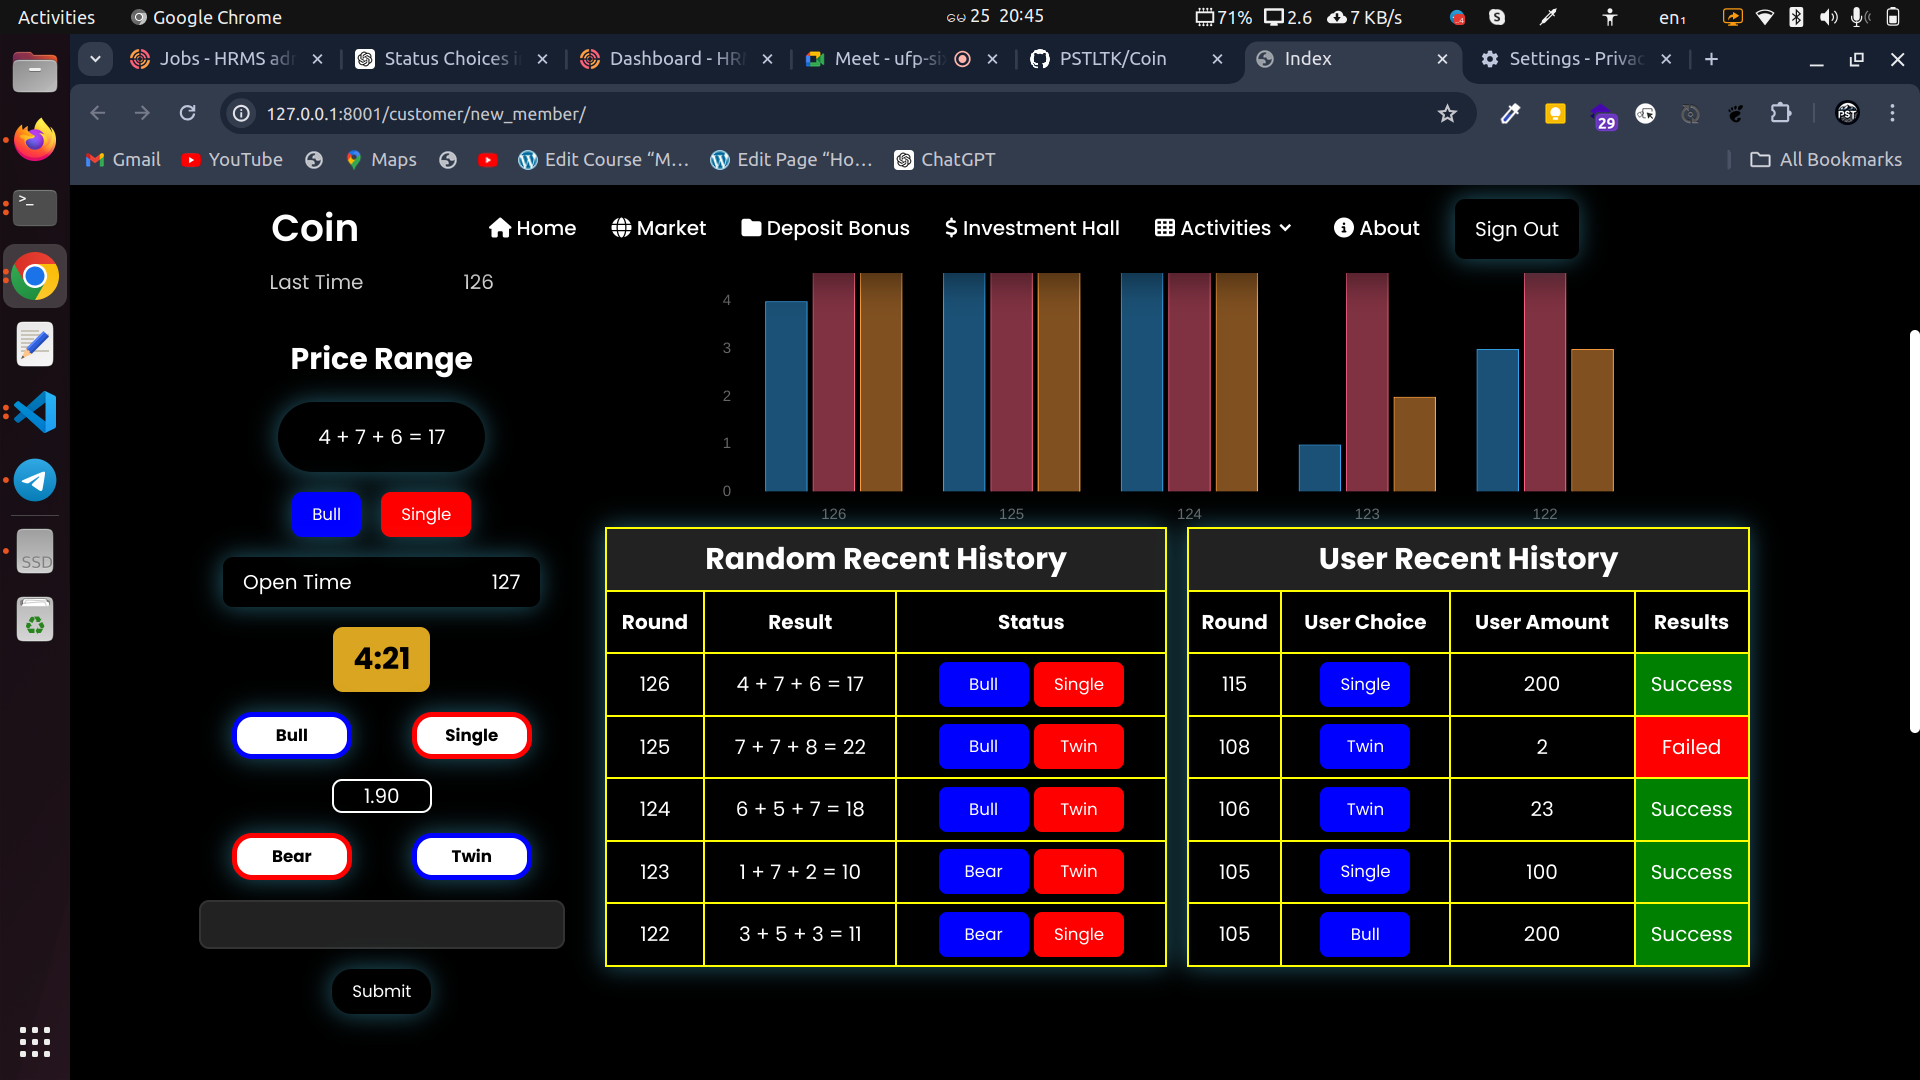 Activities Google Chrome မေ 25 20:45 71% 2.6 7 KB/s en₁
Jobs - HRMS adr Status Choices i Dashboard - HR Meet - ufp-six PSTLTK/Coin Index Settings - Privac
127.0.0.1:8001/customer/new_member/ 29 PST
Gmail YouTube Maps Edit Course “M… Edit Page “Ho… ChatGPT All Bookmarks
Coin Home Market Deposit Bonus $ Investment Hall Activities About Sign Out
Last Time 126
Price Range
4 + 7 + 6 = 17
Bull Single
Open Time 127
4:21
Bull Single
1.90
Bear Twin
Submit
4
3
2
1
0
126 125 124 123 122
Random Recent History
Round Result Status
126 4 + 7 + 6 = 17 Bull Single
125 7 + 7 + 8 = 22 Bull Twin
124 6 + 5 + 7 = 18 Bull Twin
123 1 + 7 + 2 = 10 Bear Twin
122 3 + 5 + 3 = 11 Bear Single
User Recent History
Round User Choice User Amount Results
115 Single 200 Success
108 Twin 2 Failed
106 Twin 23 Success
105 Single 100 Success
105 Bull 200 Success
SSD